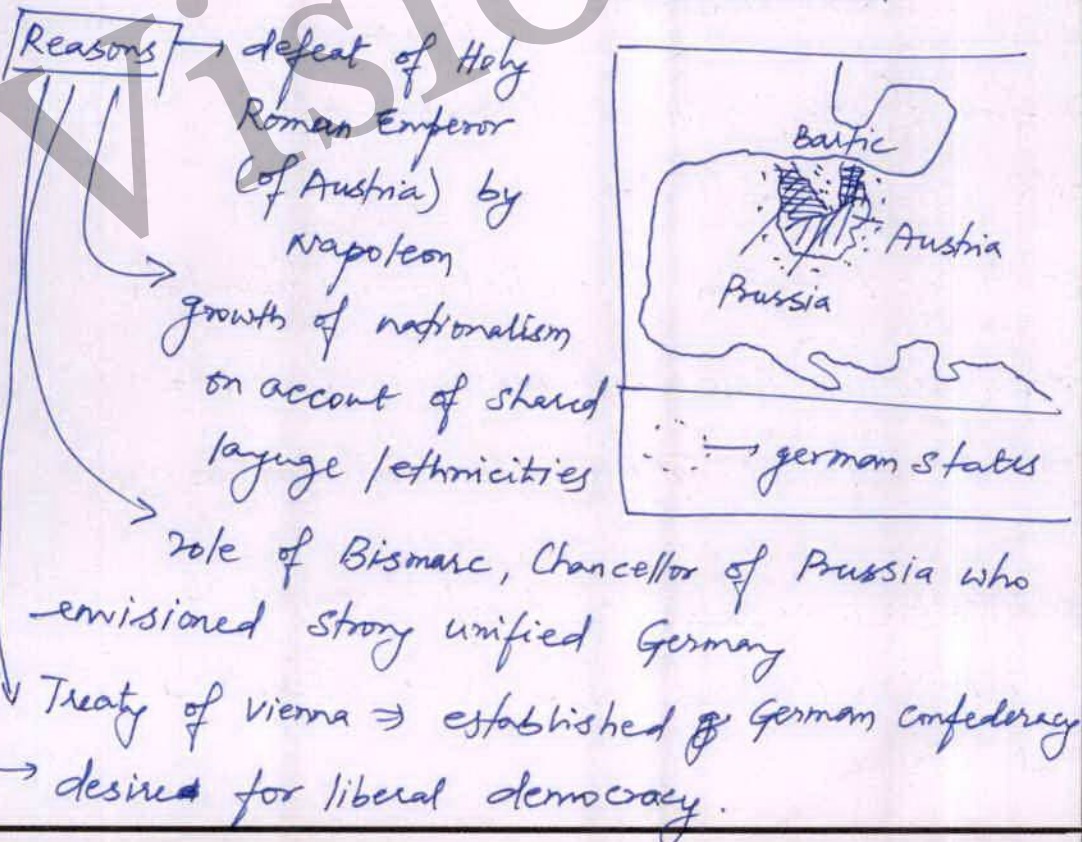 Visio
Reasons → defeat of Holy
Roman Emperor
(of Austria) by
Napoleon
growth of nationalism
on account of shared
layuge / ethnicities
role of Bismarc, Chancellor of Prussia who
envisioned strong unified Germany
Treaty of Vienna ⇒ established German confederacy
→ desired for liberal democracy.
Baltic
Austria
Prussia
→ german states